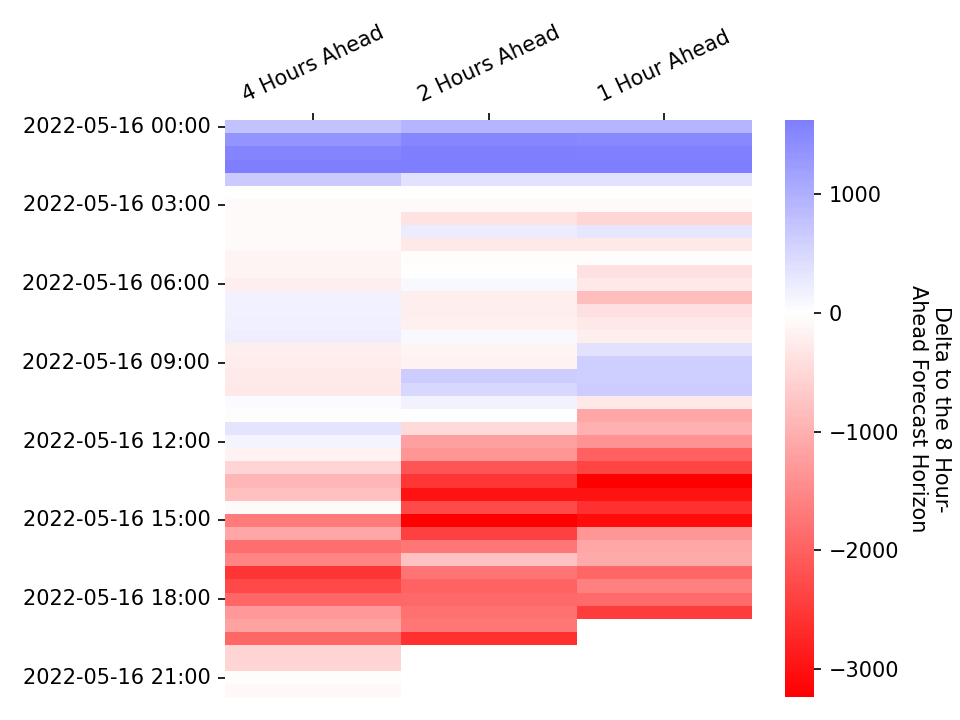 4 Hours Ahead
2 Hours Ahead
1 Hour Ahead
2022-05-16 00:00
2022-05-16 03:00
2022-05-16 06:00
2022-05-16 09:00
2022-05-16 12:00
2022-05-16 15:00
2022-05-16 18:00
2022-05-16 21:00
1000
0
−1000
−2000
−3000
Delta to the 8 Hour-
Ahead Forecast Horizon